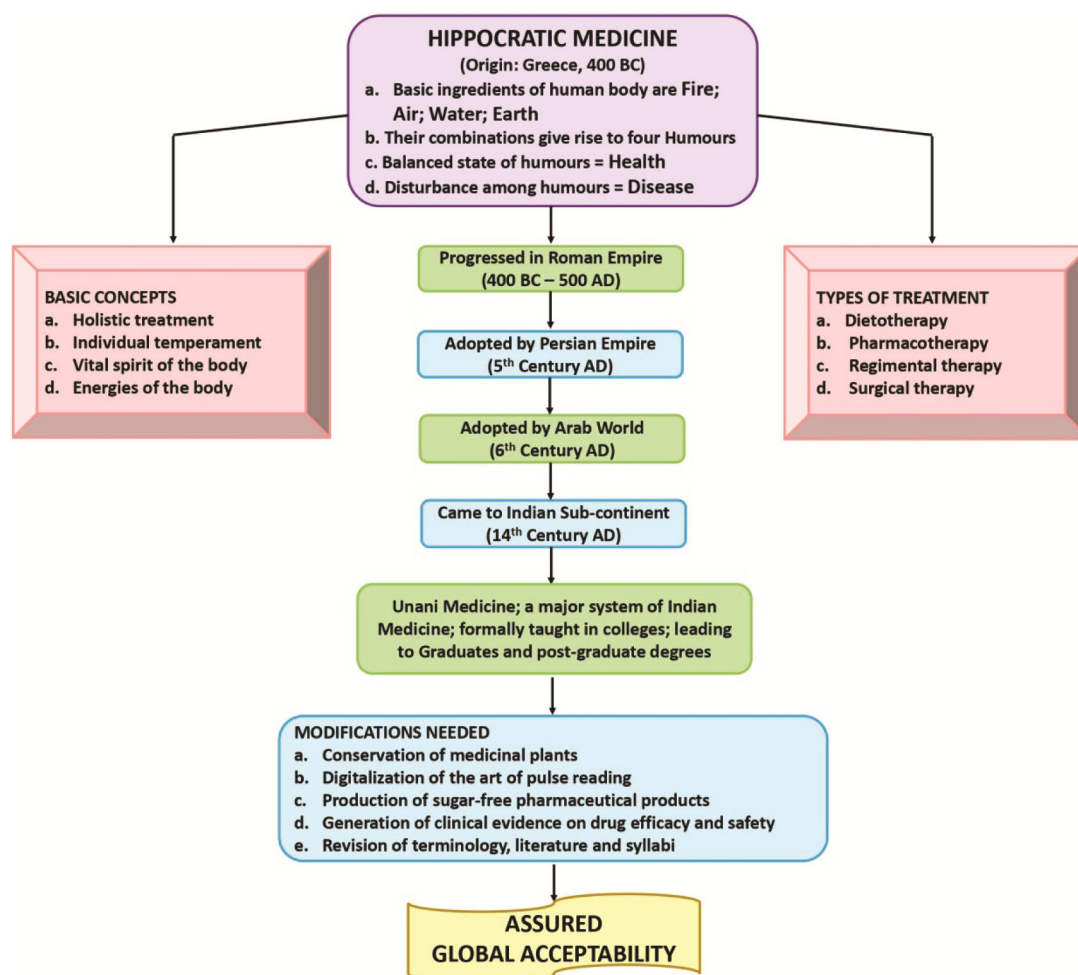 HIPPOCRATIC MEDICINE
(Origin: Greece, 400 BC)
a. Basic ingredients of human body are Fire;
Air; Water; Earth
b. Their combinations give rise to four Humours
c. Balanced state of humours = Health
d. Disturbance among humours = Disease
BASIC CONCEPTS
a. Holistic treatment
b. Individual temperament
c. Vital spirit of the body
d. Energies of the body
Progressed in Roman Empire
(400 BC – 500 AD)
Adopted by Persian Empire
(5th Century AD)
Adopted by Arab World
(6th Century AD)
Came to Indian Sub-continent
(14th Century AD)
TYPES OF TREATMENT
a. Dietotherapy
b. Pharmacotherapy
c. Regimental therapy
d. Surgical therapy
Unani Medicine; a major system of Indian
Medicine; formally taught in colleges; leading
to Graduates and post-graduate degrees
MODIFICATIONS NEEDED
a. Conservation of medicinal plants
b. Digitalization of the art of pulse reading
c. Production of sugar-free pharmaceutical products
d. Generation of clinical evidence on drug efficacy and safety
e. Revision of terminology, literature and syllabi
ASSURED
GLOBAL ACCEPTABILITY